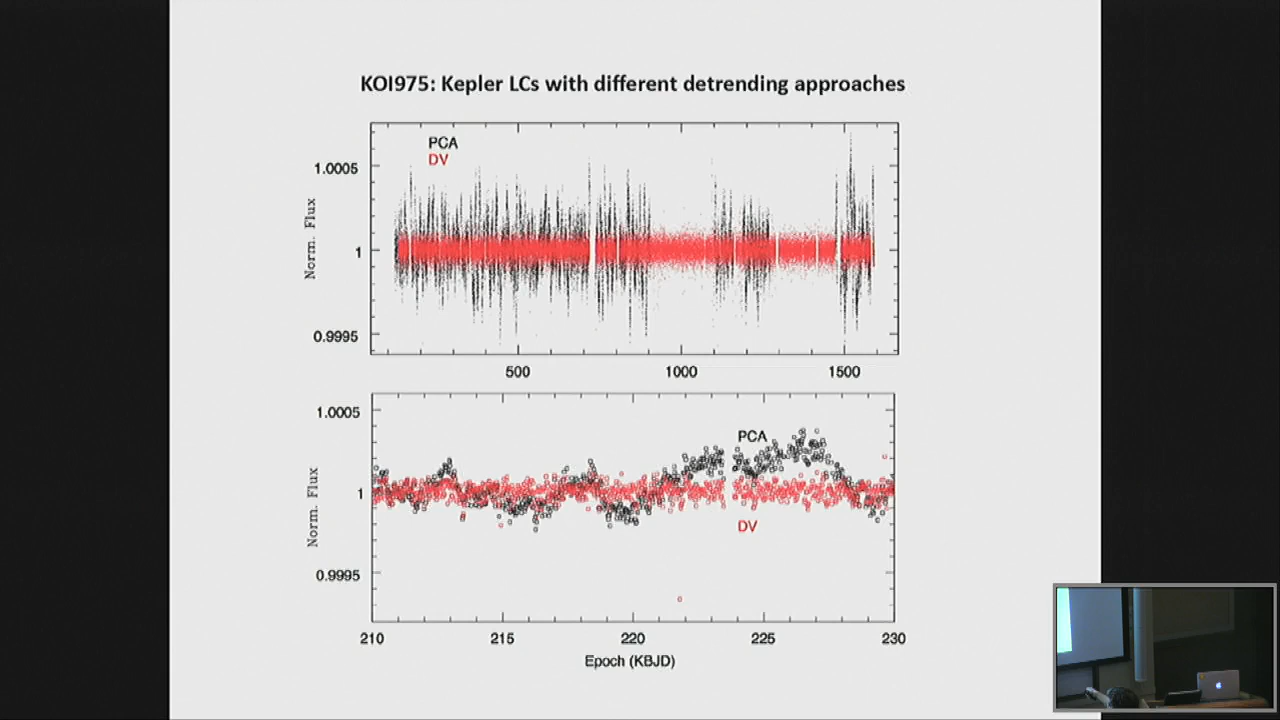 KOI975: Kepler LCs with different detrending approaches
PCA
DV
1.0005
1
0.9995
Norm. Flux
500 1000 1500
1.0005
1
0.9995
Norm. Flux
PCA
DV
210 215 220 225 230
Epoch (KBJD)